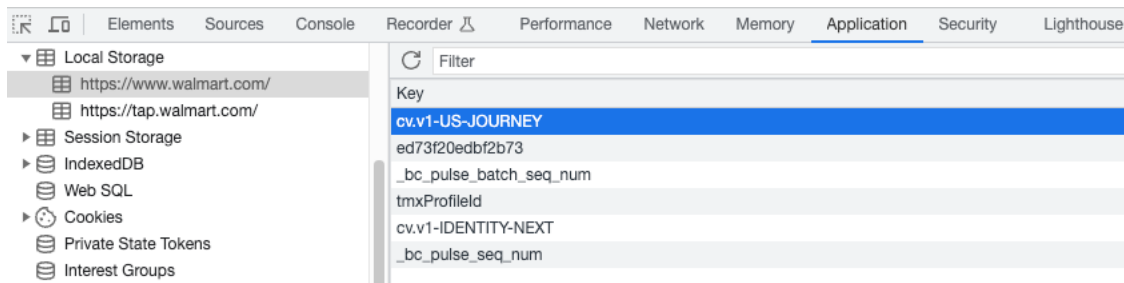 Elements Sources Console Recorder Performance Network Memory Application Security Lighthouse
Local Storage
https://www.walmart.com/
https://tap.walmart.com/
Session Storage
IndexedDB
Web SQL
Cookies
Private State Tokens
Interest Groups
Filter
Key
cv.v1-US-JOURNEY
ed73f20edbf2b73
_bc_pulse_batch_seq_num
tmxProfileId
cv.v1-IDENTITY-NEXT
_bc_pulse_seq_num